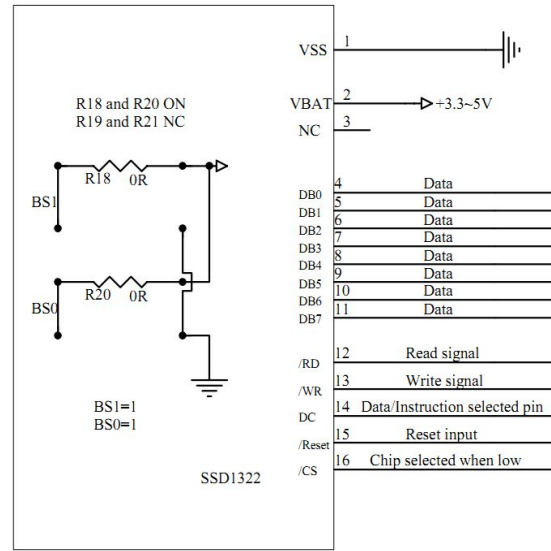 VSS 1
VBAT 2 +3.3~5V
NC 3
R18 and R20 ON
R19 and R21 NC
R18 0R
BS1
R20 0R
BS0
BS1=1
BS0=1
SSD1322
DB0 4 Data
DB1 5 Data
DB2 6 Data
DB3 7 Data
DB4 8 Data
DB5 9 Data
DB6 10 Data
DB7 11 Data
/RD 12 Read signal
/WR 13 Write signal
DC 14 Data/Instruction selected pin
/Reset 15 Reset input
/CS 16 Chip selected when low